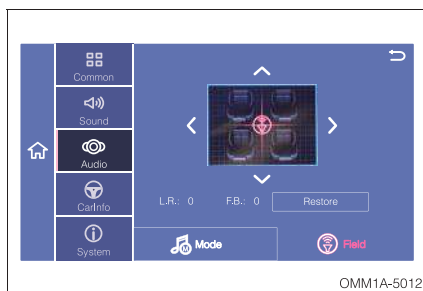 Common
Sound
Audio
CarInfo
System
L.R.: 0 F.B.: 0 Restore
Mode Field
OMM1A-5012